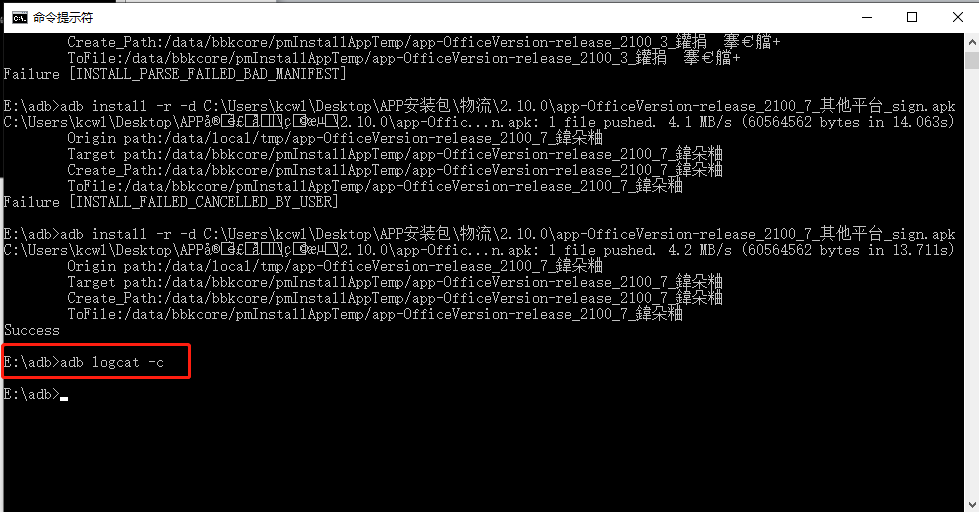 命令提示符
Create_Path:/data/bbkcore/pmInstallAppTemp/app-OfficeVersion-release_2100_3_鑵捐 搴€艡+
ToFile:/data/bbkcore/pmInstallAppTemp/app-OfficeVersion-release_2100_3_鑵捐 搴€艡+
Failure [INSTALL_PARSE_FAILED_BAD_MANIFEST]
E:\adb>adb install -r -d C:\Users\kcwl\Desktop\APP安装包\物流\2.10.0\app-OfficeVersion-release_2100_7_其他平台_sign.apk
C:\Users\kcwl\Desktop\APP\2.10.0\app-Offic...n.apk: 1 file pushed. 4.1 MB/s (60564562 bytes in 14.063s)
Origin path:/data/local/tmp/app-OfficeVersion-release_2100_7_鍏朵粬
Target path:/data/bbkcore/pmInstallAppTemp/app-OfficeVersion-release_2100_7_鍏朵粬
Create_Path:/data/bbkcore/pmInstallAppTemp/app-OfficeVersion-release_2100_7_鍏朵粬
ToFile:/data/bbkcore/pmInstallAppTemp/app-OfficeVersion-release_2100_7_鍏朵粬
Failure [INSTALL_FAILED_CANCELLED_BY_USER]
E:\adb>adb install -r -d C:\Users\kcwl\Desktop\APP安装包\物流\2.10.0\app-OfficeVersion-release_2100_7_其他平台_sign.apk
C:\Users\kcwl\Desktop\APP\2.10.0\app-Offic...n.apk: 1 file pushed. 4.2 MB/s (60564562 bytes in 13.711s)
Origin path:/data/local/tmp/app-OfficeVersion-release_2100_7_鍏朵粬
Target path:/data/bbkcore/pmInstallAppTemp/app-OfficeVersion-release_2100_7_鍏朵粬
Create_Path:/data/bbkcore/pmInstallAppTemp/app-OfficeVersion-release_2100_7_鍏朵粬
ToFile:/data/bbkcore/pmInstallAppTemp/app-OfficeVersion-release_2100_7_鍏朵粬
Success
E:\adb>adb logcat -c
E:\adb>